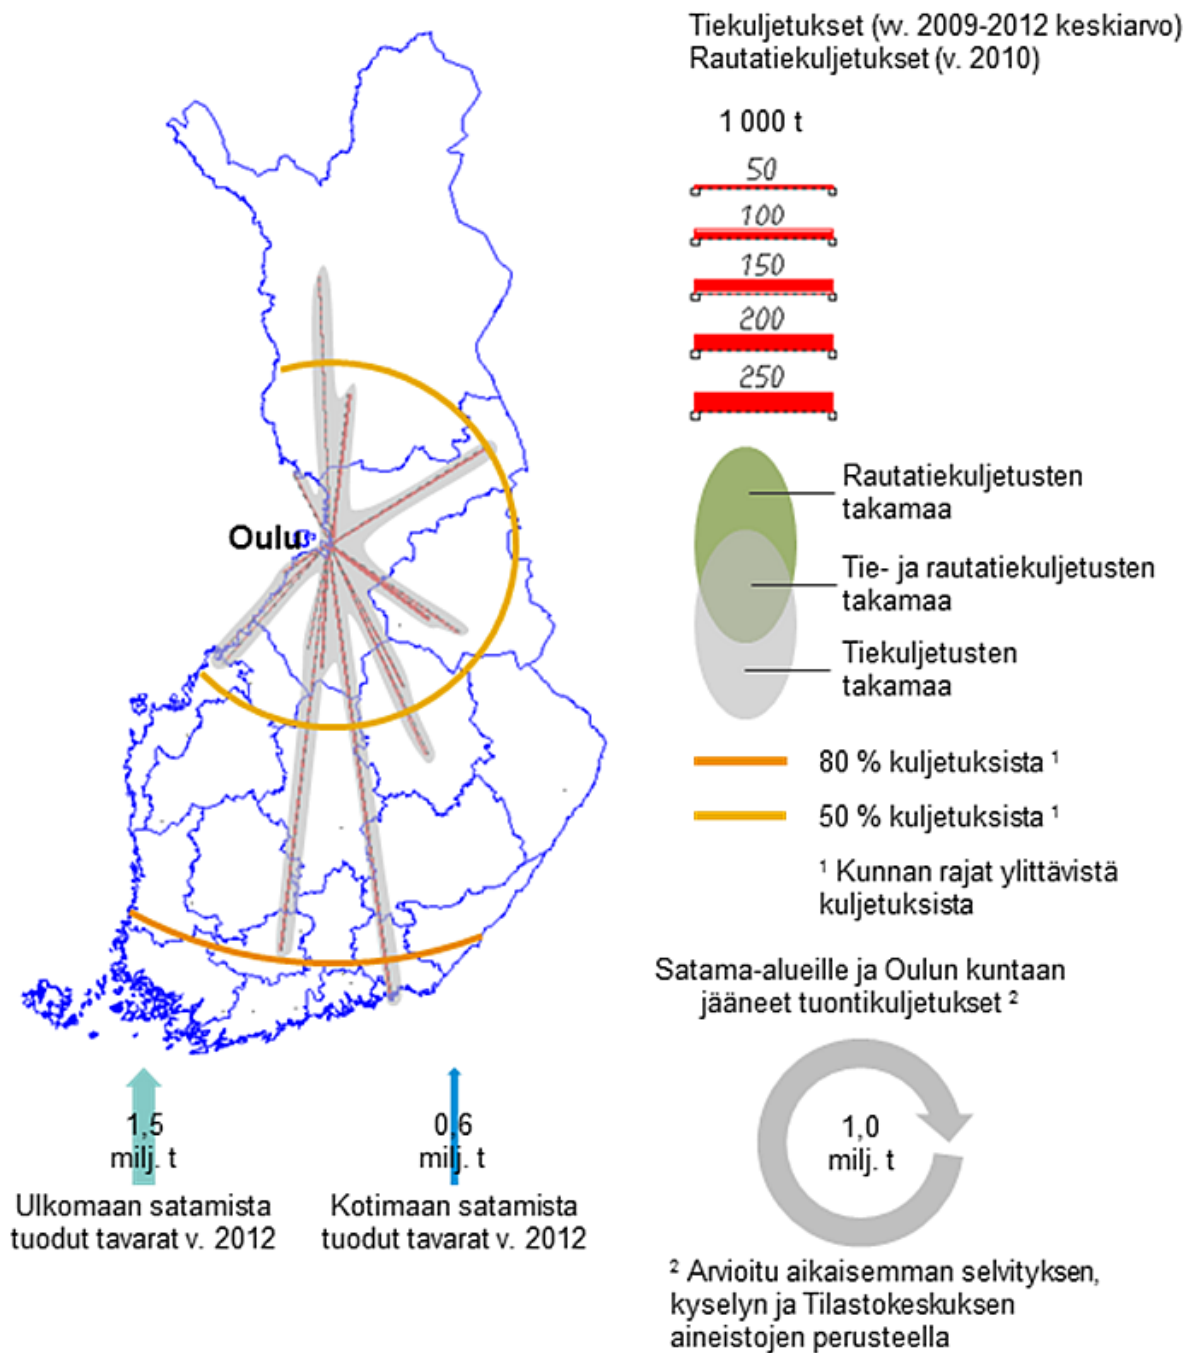 Tiekuljetukset (vv. 2009-2012 keskiarvo)
Rautatiekuljetukset (v. 2010)
1 000 t
50
100
150
200
250
Oulu
Rautatiekuljetusten
takamaa
Tie- ja rautatiekuljetusten
takamaa
Tiekuljetusten
takamaa
80 % kuljetuksista ¹
50 % kuljetuksista ¹
¹ Kunnan rajat ylittävistä
kuljetuksista
Satama-alueille ja Oulun kuntaan
jääneet tuontikuljetukset ²
1,0
milj. t
1,5
milj. t
Ulkomaan satamista
tuodut tavarat v. 2012
0,6
milj. t
Kotimaan satamista
tuodut tavarat v. 2012
² Arvioitu aikaisemman selvityksen,
kyselyn ja Tilastokeskuksen
aineistojen perusteella